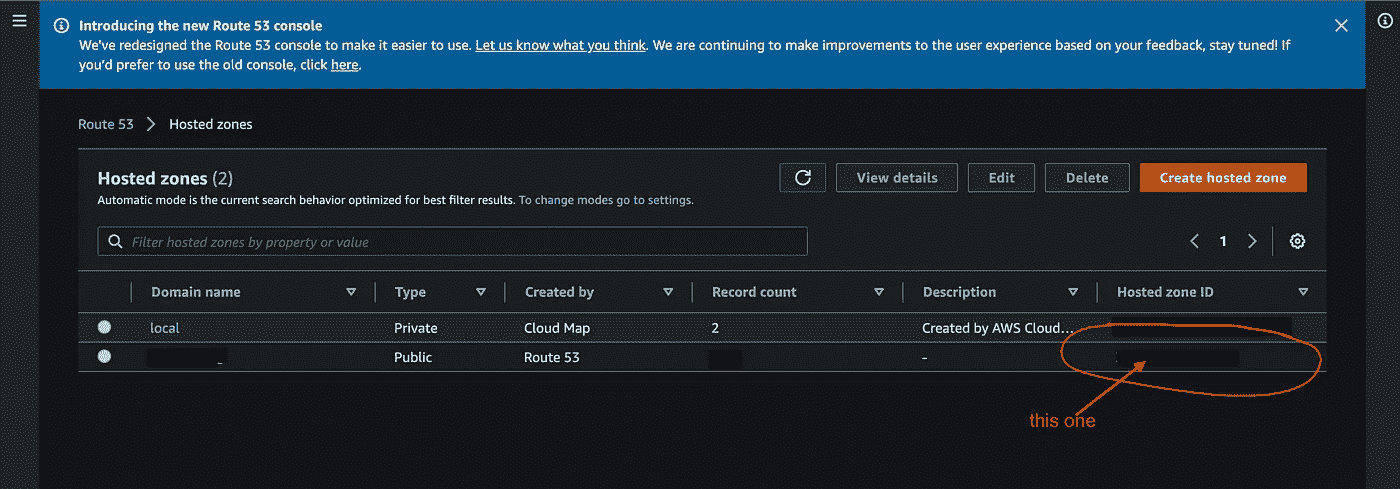 Introducing the new Route 53 console
We've redesigned the Route 53 console to make it easier to use. Let us know what you think. We are continuing to make improvements to the user experience based on your feedback, stay tuned! If
you'd prefer to use the old console, click here.
Route 53 > Hosted zones
Hosted zones (2)
View details
Edit
Delete
Create hosted zone
Automatic mode is the current search behavior optimized for best filter results. To change modes go to settings.
Filter hosted zones by property or value
1
Domain name Type Created by Record count Description Hosted zone ID
local Private Cloud Map 2 Created by AWS Cloud...
Public Route 53 -
this one